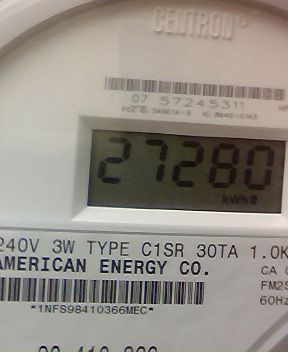 CENTRON®
07 57245311
27280
kWh
240V 3W TYPE C1SR 30TA 1.0K
AMERICAN ENERGY CO.
CA
FM2S
60Hz
*1NFS98410366MEC*